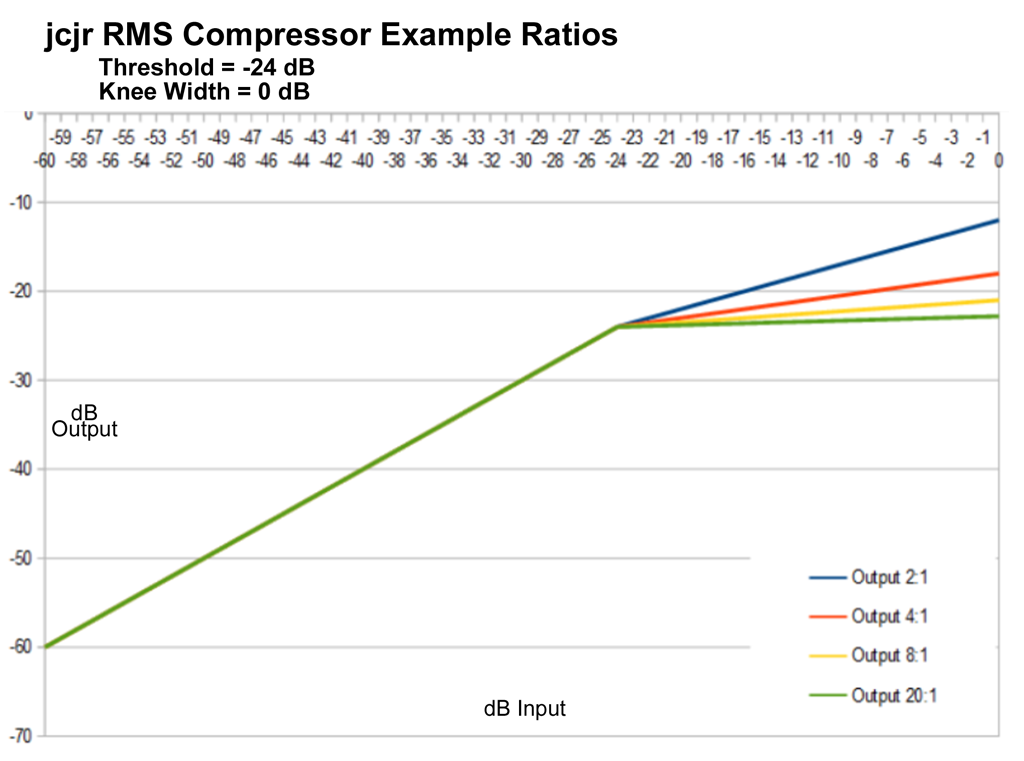 jcjr RMS Compressor Example Ratios
Threshold = -24 dB
Knee Width = 0 dB
0
-59 -57 -55 -53 -51 -49 -47 -45 -43 -41 -39 -37 -35 -33 -31 -29 -27 -25 -23 -21 -19 -17 -15 -13 -11 -9 -7 -5 -3 -1
-60 -58 -56 -54 -52 -50 -48 -46 -44 -42 -40 -38 -36 -34 -32 -30 -28 -26 -24 -22 -20 -18 -16 -14 -12 -10 -8 -6 -4 -2 0
-10
-20
-30
dB
Output
-40
-50
Output 2:1
Output 4:1
-60
Output 8:1
Output 20:1
dB Input
-70